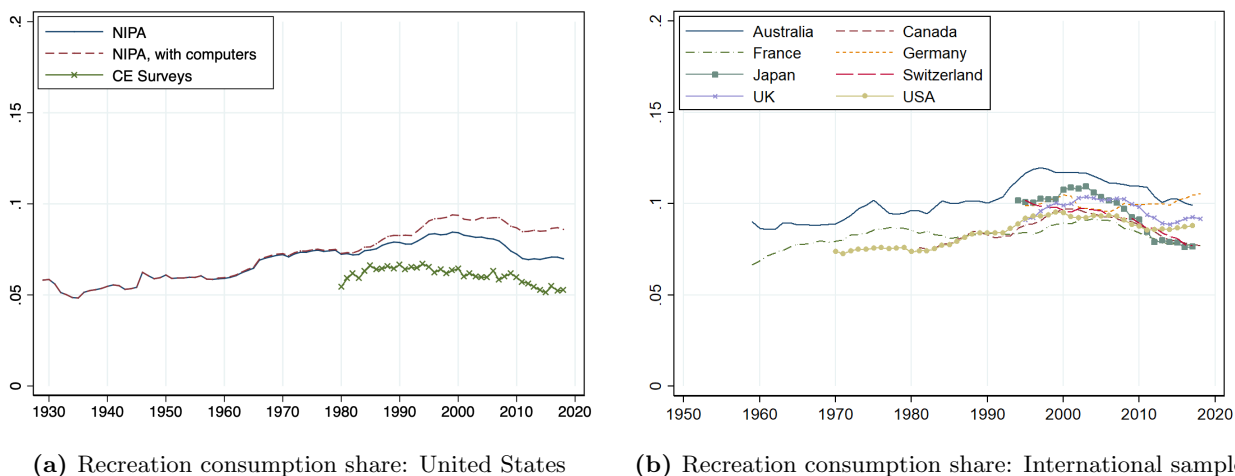 NIPA
NIPA, with computers
CE Surveys
.2
.15
.1
.05
0
1930 1940 1950 1960 1970 1980 1990 2000 2010 2020
(a) Recreation consumption share: United States
Australia Canada
France Germany
Japan Switzerland
UK USA
.2
.15
.1
.05
0
1950 1960 1970 1980 1990 2000 2010 2020
(b) Recreation consumption share: International sampl